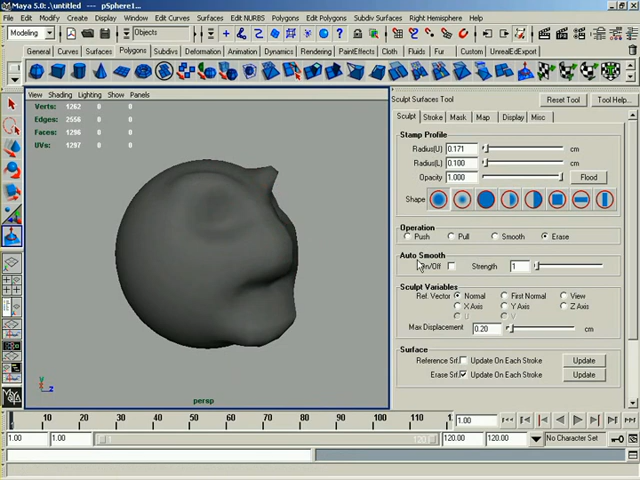 Maya 5.0: .\untitled --- pSphere1...
File Edit Modify Create Display Window Edit Curves Surfaces Edit NURBS Polygons Edit Polygons Subdiv Surfaces Right Hemisphere Help
Modeling Objects
General Curves Surfaces Polygons Subdivs Deformation Animation Dynamics Rendering PaintEffects Cloth Fluids Fur Custom UnrealEdExport
View Shading Lighting Show Panels
Verts: 1262 0 0
Edges: 2556 0 0
Faces: 1296 0 0
UVs: 1297 0 0
persp
Sculpt Surfaces Tool Reset Tool Tool Help...
Sculpt Stroke Mask Map Display Misc
Stamp Profile
Radius(U) 0.171 cm
Radius(L) 0.100 cm
Opacity 1.000 Flood
Shape
Operation
Push Pull Smooth Erase
Auto Smooth
On/Off Strength 1
Sculpt Variables
Ref. Vector Normal First Normal View
X Axis Y Axis Z Axis
U V
Max Displacement 0.20 cm
Surface
Reference Srf. Update On Each Stroke Update
Erase Srf. Update On Each Stroke Update
10 20 30 40 50 60 70 80 90 100 110 1.00
1.00 1.00 120.00 120.00 No Character Set